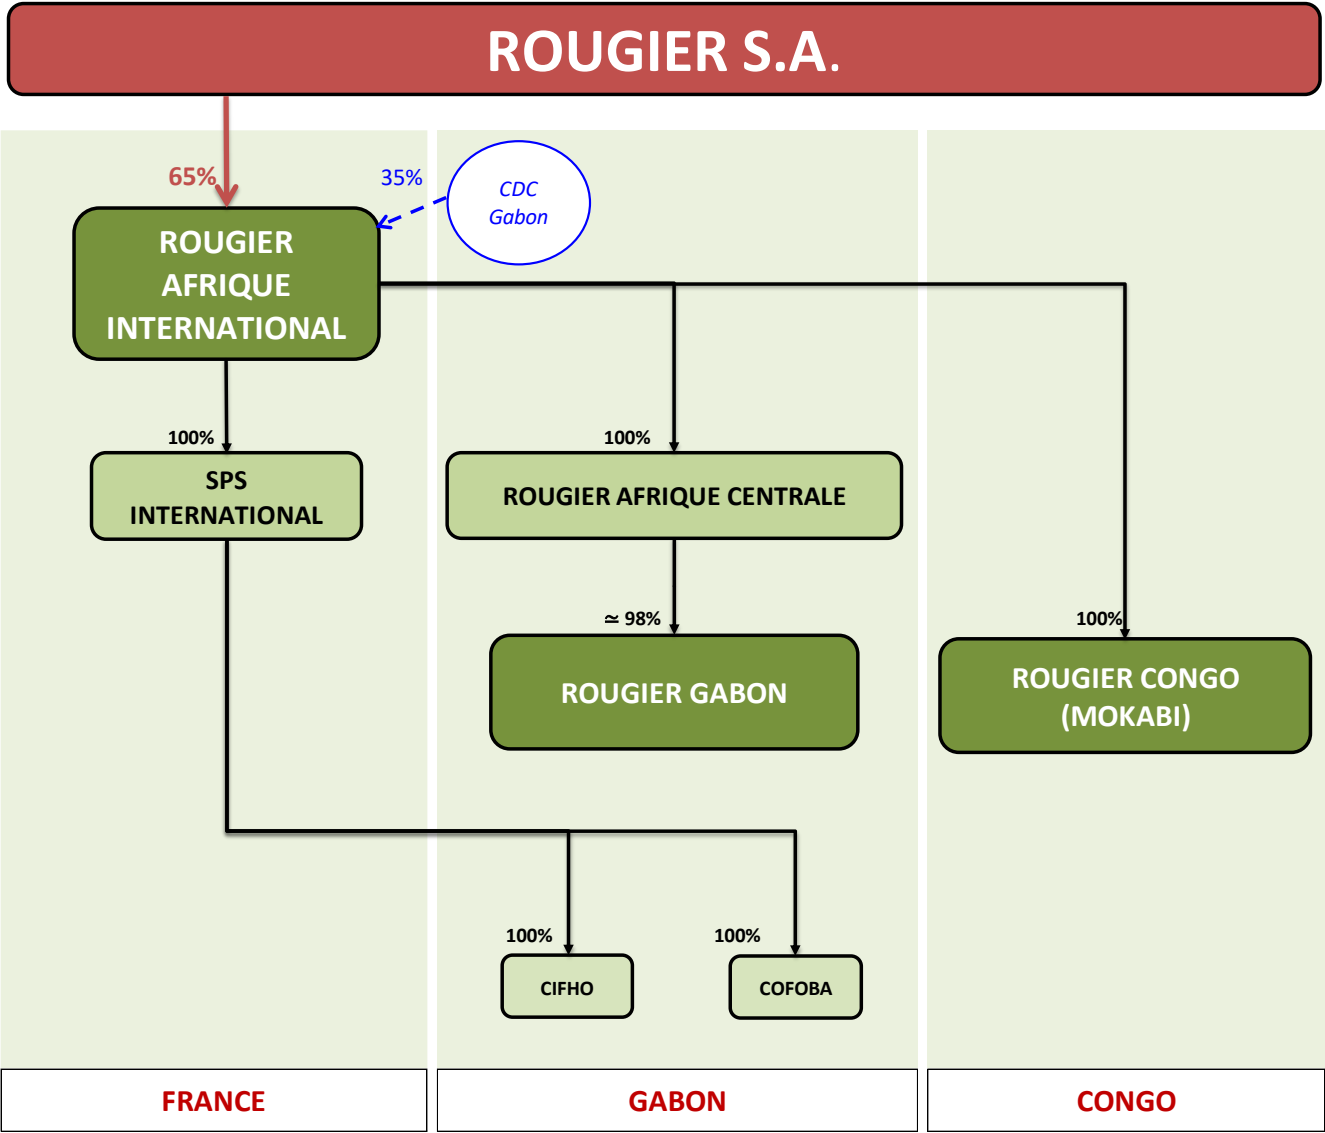 ROUGIER S.A.
65%
35%
CDC
Gabon
ROUGIER
AFRIQUE
INTERNATIONAL
100%
100%
SPS
INTERNATIONAL
ROUGIER AFRIQUE CENTRALE
≃ 98%
100%
ROUGIER GABON
ROUGIER CONGO
(MOKABI)
100%
100%
CIFHO
COFOBA
FRANCE
GABON
CONGO